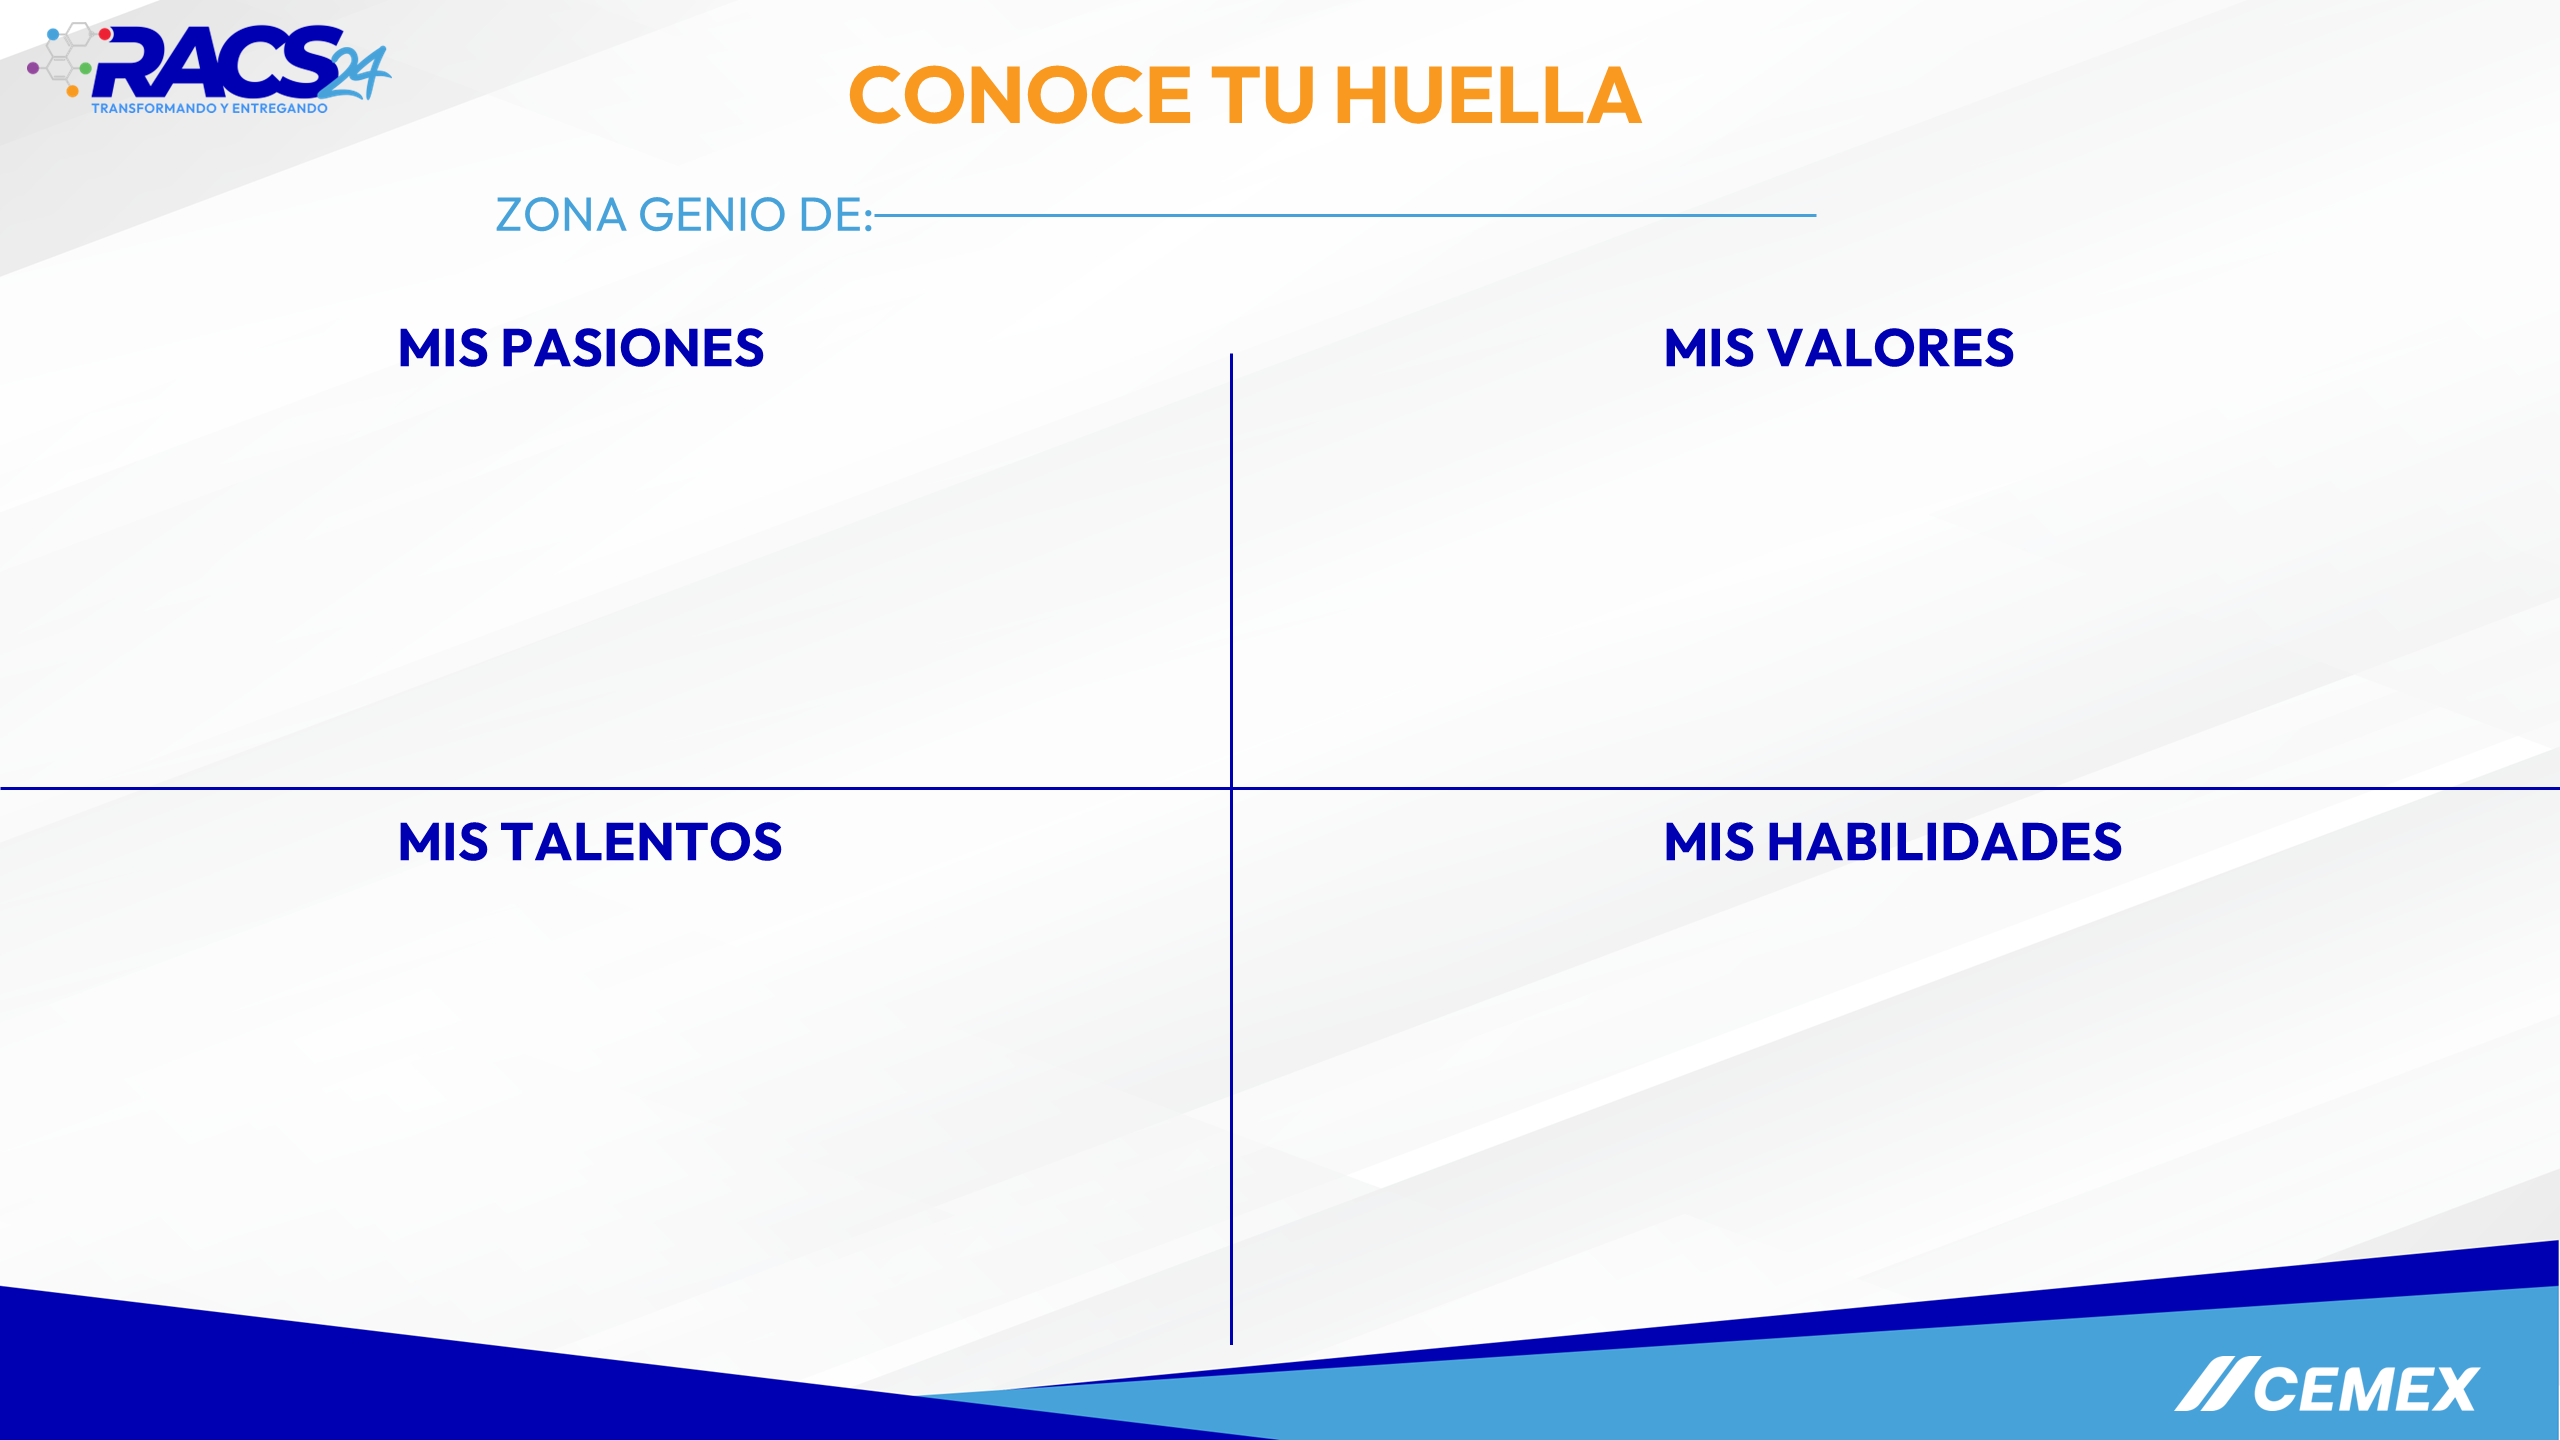 RACS24
TRANSFORMANDO Y ENTREGANDO
CONOCE TU HUELLA
ZONA GENIO DE:
MIS PASIONES
MIS VALORES
MIS TALENTOS
MIS HABILIDADES
CEMEX